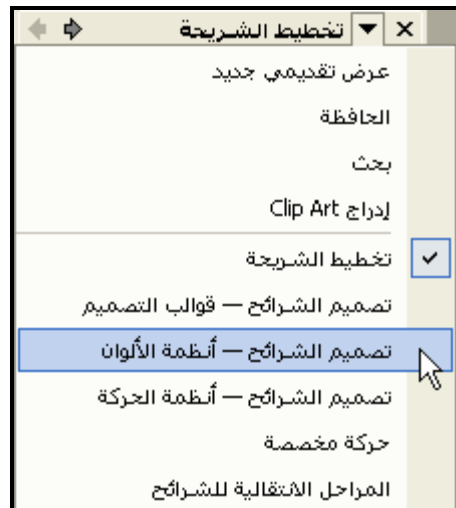 تخطيط الشريحة
عرض تقديمي جديد
الحافظة
بحث
إدراج Clip Art
تخطيط الشريحة
تصميم الشرائح — قوالب التصميم
تصميم الشرائح — أنظمة الألوان
تصميم الشرائح — أنظمة الحركة
حركة مخصصة
المراحل الانتقالية للشرائح